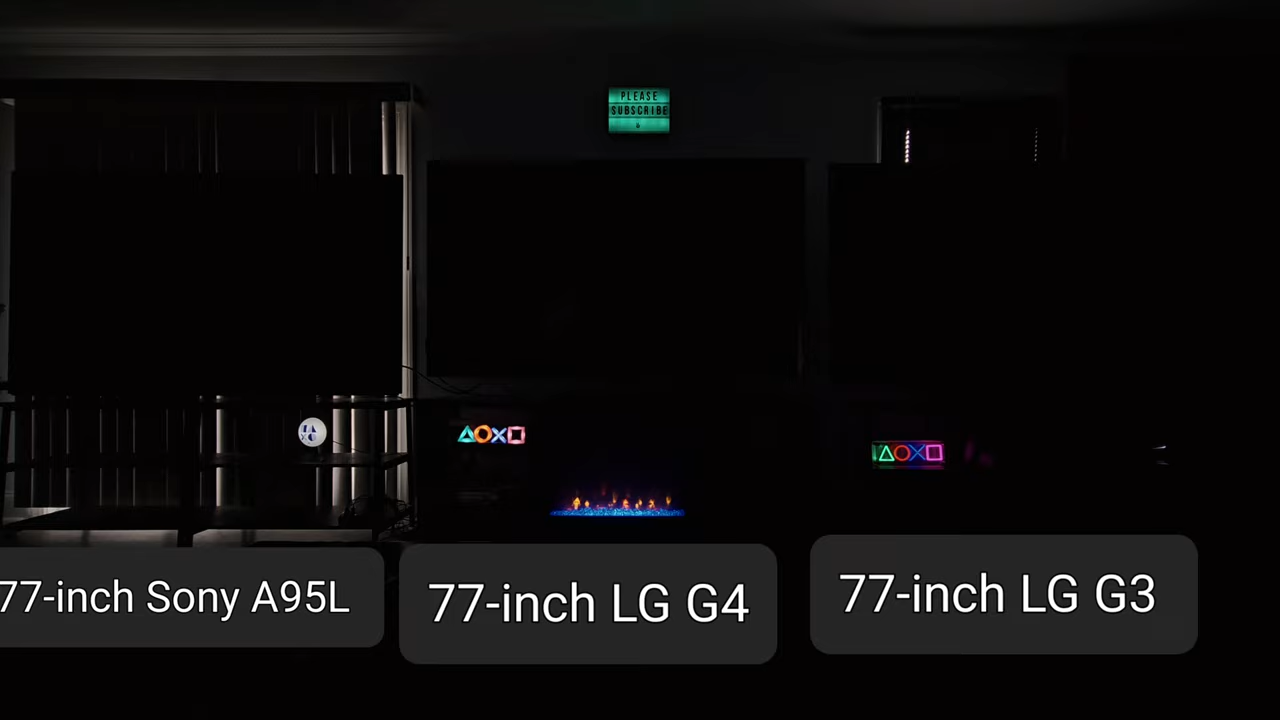 PLEASE
SUBSCRIBE
77-inch Sony A95L
77-inch LG G4
77-inch LG G3